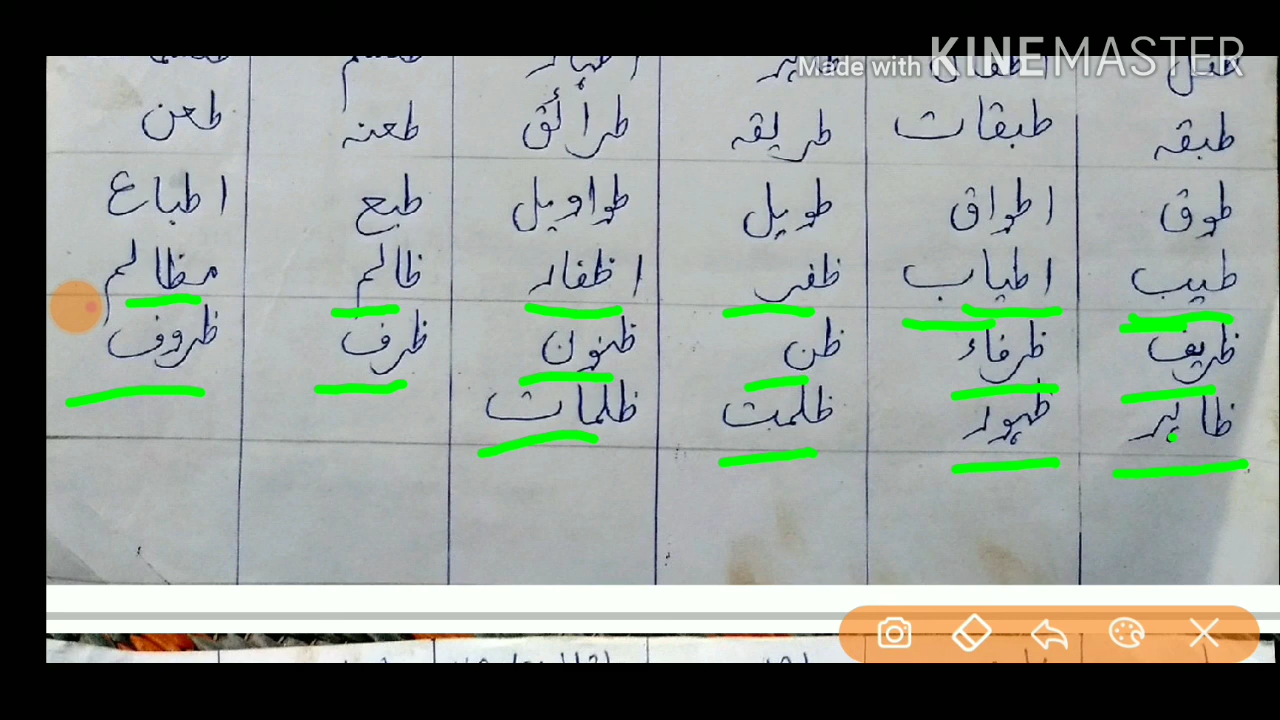 Made with KINEMASTER
طبقہ طبقات طریقہ طرائق طعنہ طعن
طوق اطواق طویل طواویل طبع اطباع
طیب اطیاب ظفر اظفار ظالم مظالم
ظریف ظرفاء ظن ظنون ظرف ظروف
ظاہر ظہور ظلمت ظلمات